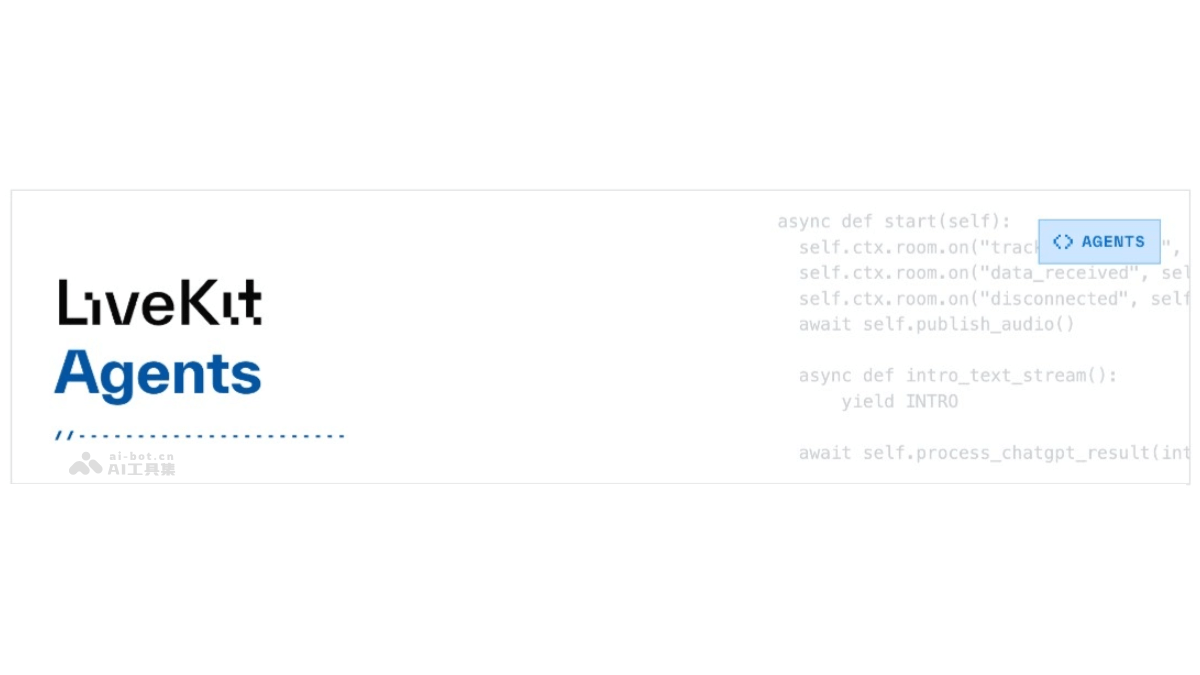 LiveKit
Agents
//-----------------------
ai-bot.cn
AI工具集
async def start(self):
self.ctx.room.on("track
self.ctx.room.on("data_received", sel
self.ctx.room.on("disconnected", self
await self.publish_audio()
async def intro_text_stream():
yield INTRO
await self.process_chatgpt_result(int
<> AGENTS